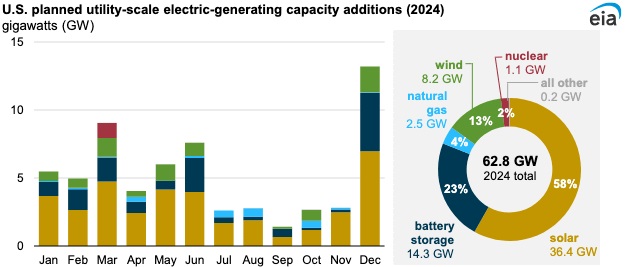 U.S. planned utility-scale electric-generating capacity additions (2024)
gigawatts (GW)
eia
15
10
5
0
Jan Feb Mar Apr May Jun Jul Aug Sep Oct Nov Dec
nuclear
1.1 GW
wind
8.2 GW
all other
0.2 GW
natural
gas
2.5 GW
13%
2%
4%
62.8 GW
2024 total
58%
23%
battery
storage
14.3 GW
solar
36.4 GW